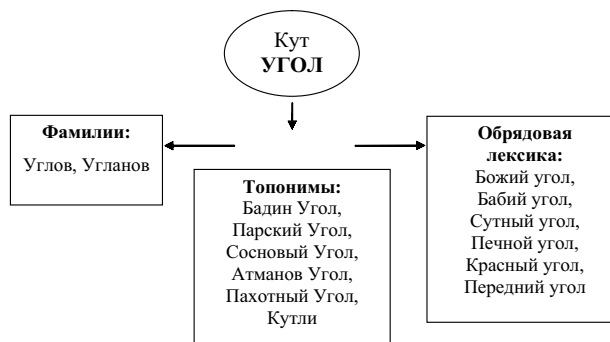 Кут
УГОЛ
Фамилии:
Углов, Угланов
Топонимы:
Бадин Угол,
Парский Угол,
Сосновый Угол,
Атманов Угол,
Пахотный Угол,
Кутли
Обрядовая
лексика:
Божий угол,
Бабий угол,
Сутный угол,
Печной угол,
Красный угол,
Передний угол